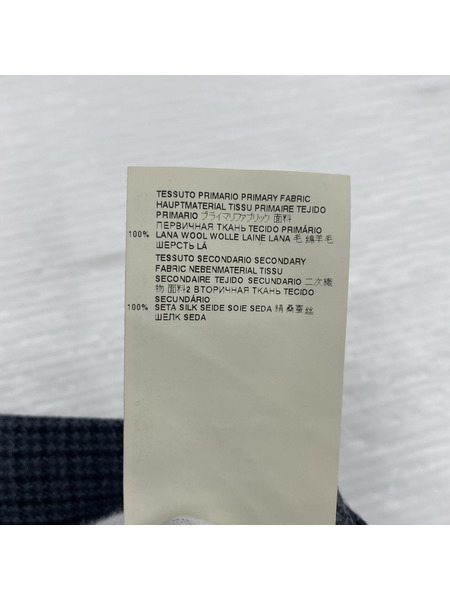 TESSUTO PRIMARIO PRIMARY FABRIC
HAUPTMATERIAL TISSU PRIMAIRE TEJIDO
PRIMARIO プライマリファブリック 面料
ПЕРВИЧНАЯ ТКАНЬ TECIDO PRIMÁRIO
100% LANA WOOL WOLLE LAINE LANA 毛 绵羊毛
ШЕРСТЬ LÃ
TESSUTO SECONDARIO SECONDARY
FABRIC NEBENMATERIAL TISSU
SECONDAIRE TEJIDO SECUNDARIO 二次織
物 面料2 ВТОРИЧНАЯ ТКАНЬ TECIDO
SECUNDÁRIO
100% SETA SILK SEIDE SOIE SEDA 絹 桑蚕丝
ШЕЛК SEDA